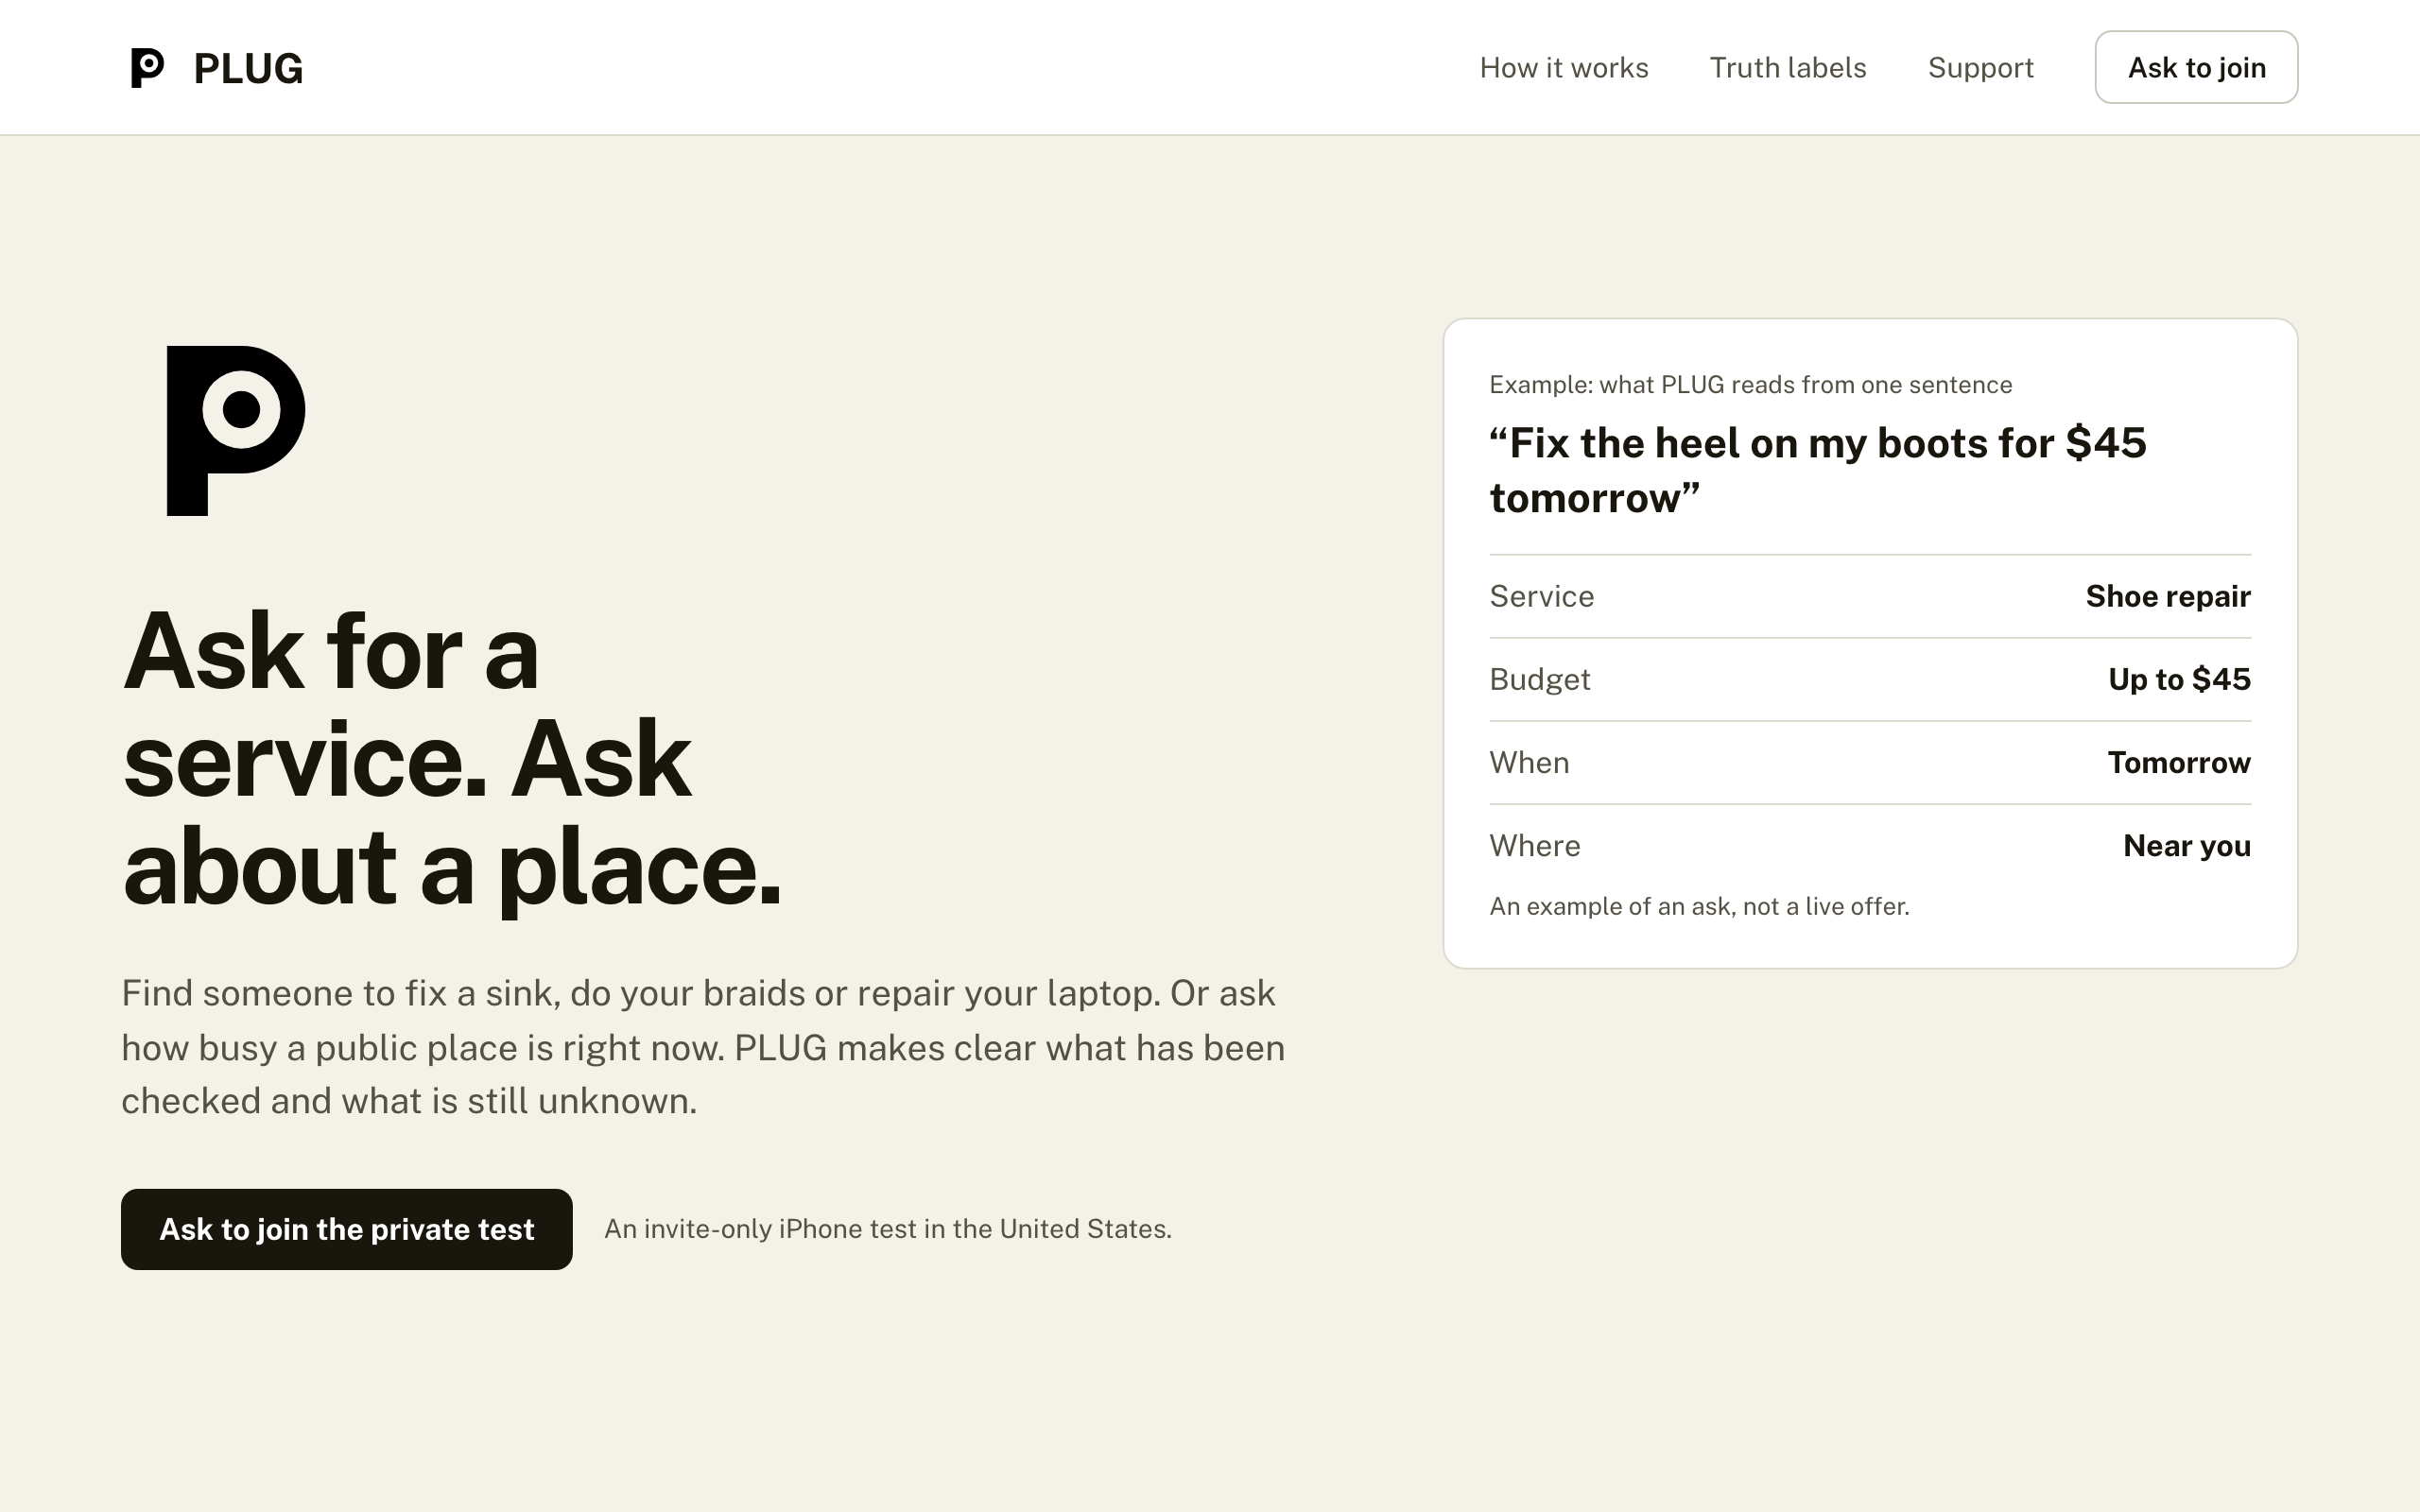 PLUG
How it works
Truth labels
Support
Ask to join
Ask for a
service. Ask
about a place.
Find someone to fix a sink, do your braids or repair your laptop. Or ask
how busy a public place is right now. PLUG makes clear what has been
checked and what is still unknown.
Ask to join the private test
An invite-only iPhone test in the United States.
Example: what PLUG reads from one sentence
“Fix the heel on my boots for $45
tomorrow”
Service Shoe repair
Budget Up to $45
When Tomorrow
Where Near you
An example of an ask, not a live offer.